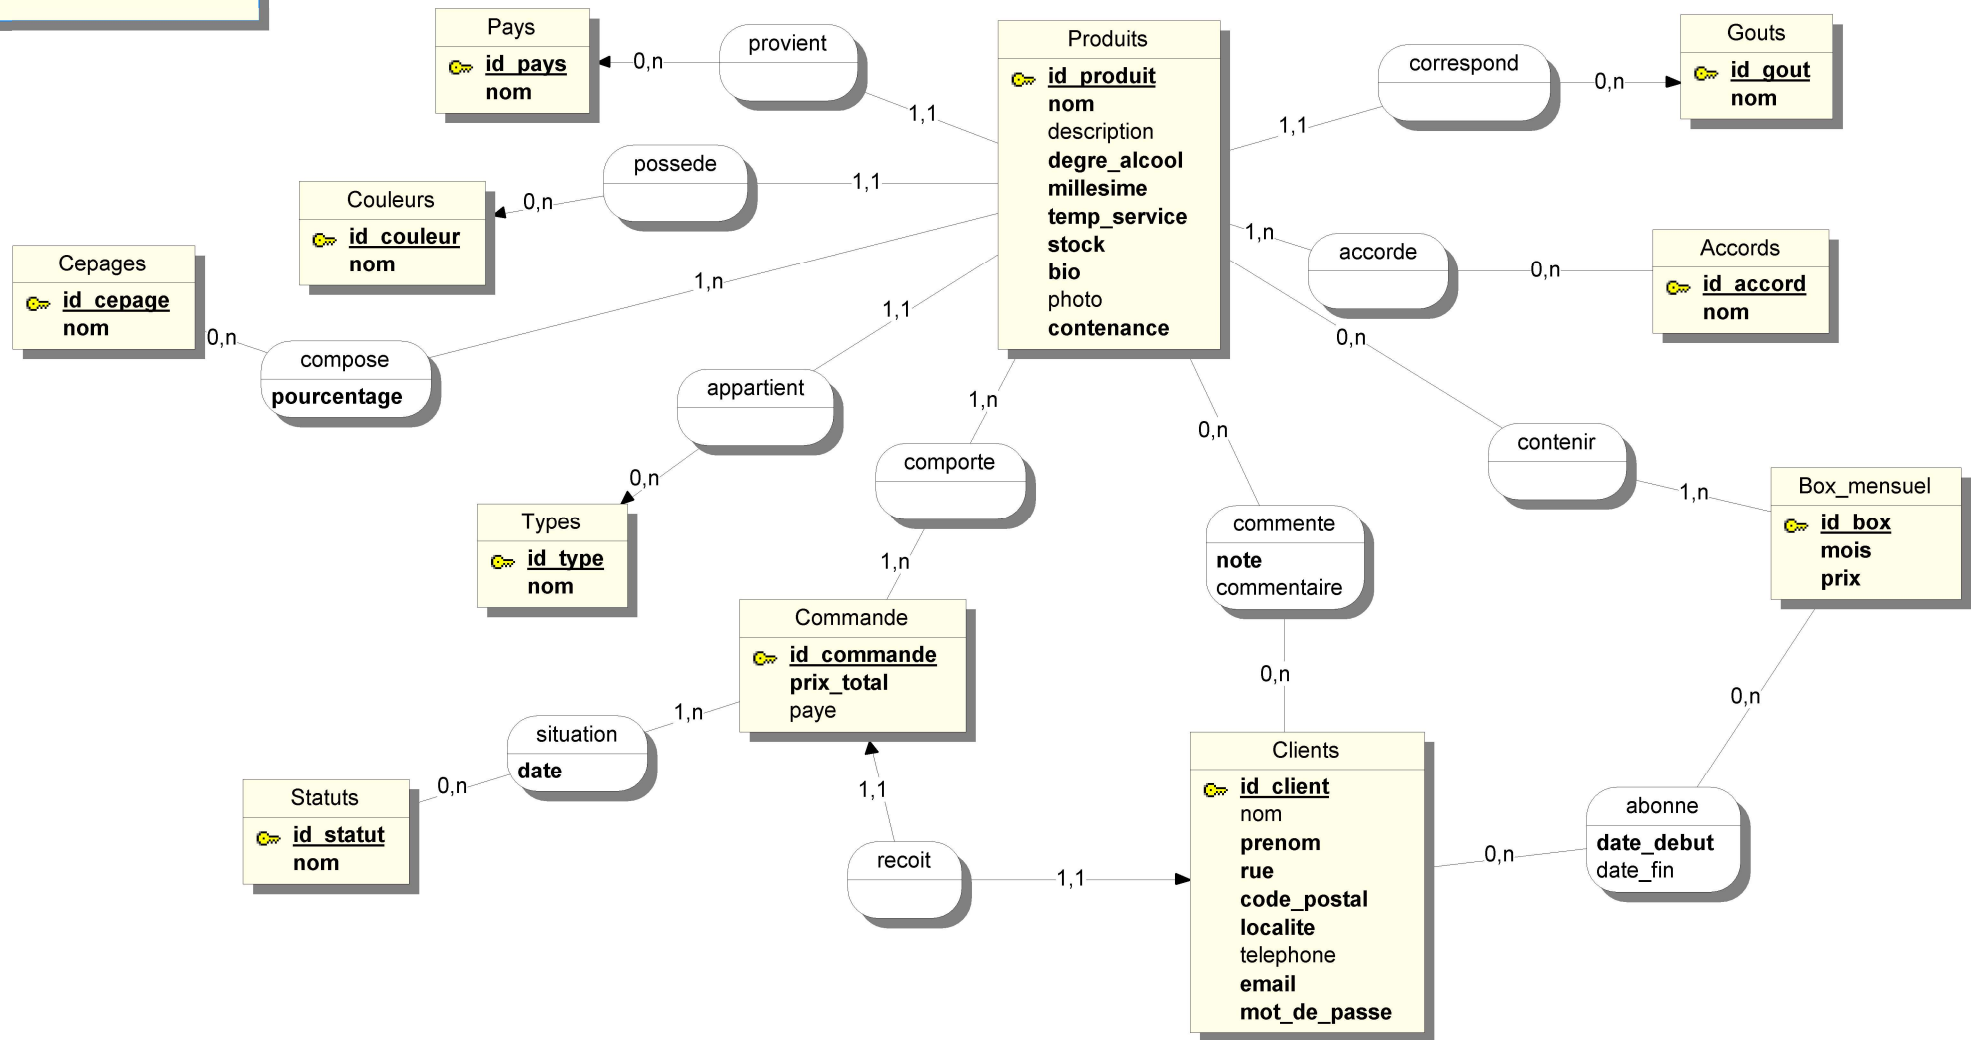 Pays
id_pays
nom
provient
0,n
1,1
Produits
id_produit
nom
description
degre_alcool
millesime
temp_service
stock
bio
photo
contenance
correspond
1,1
0,n
Gouts
id_gout
nom
possede
1,1
0,n
Couleurs
id_couleur
nom
Cepages
id_cepage
nom
0,n
compose
pourcentage
1,n
1,1
appartient
0,n
Types
id_type
nom
1,n
accorde
0,n
Accords
id_accord
nom
0,n
contenir
1,n
Box_mensuel
id_box
mois
prix
1,n
comporte
1,n
0,n
commente
note
commentaire
0,n
Commande
id_commande
prix_total
paye
1,n
situation
date
0,n
Statuts
id_statut
nom
1,1
recoit
1,1
Clients
id_client
nom
prenom
rue
code_postal
localite
telephone
email
mot_de_passe
0,n
abonne
date_debut
date_fin
0,n